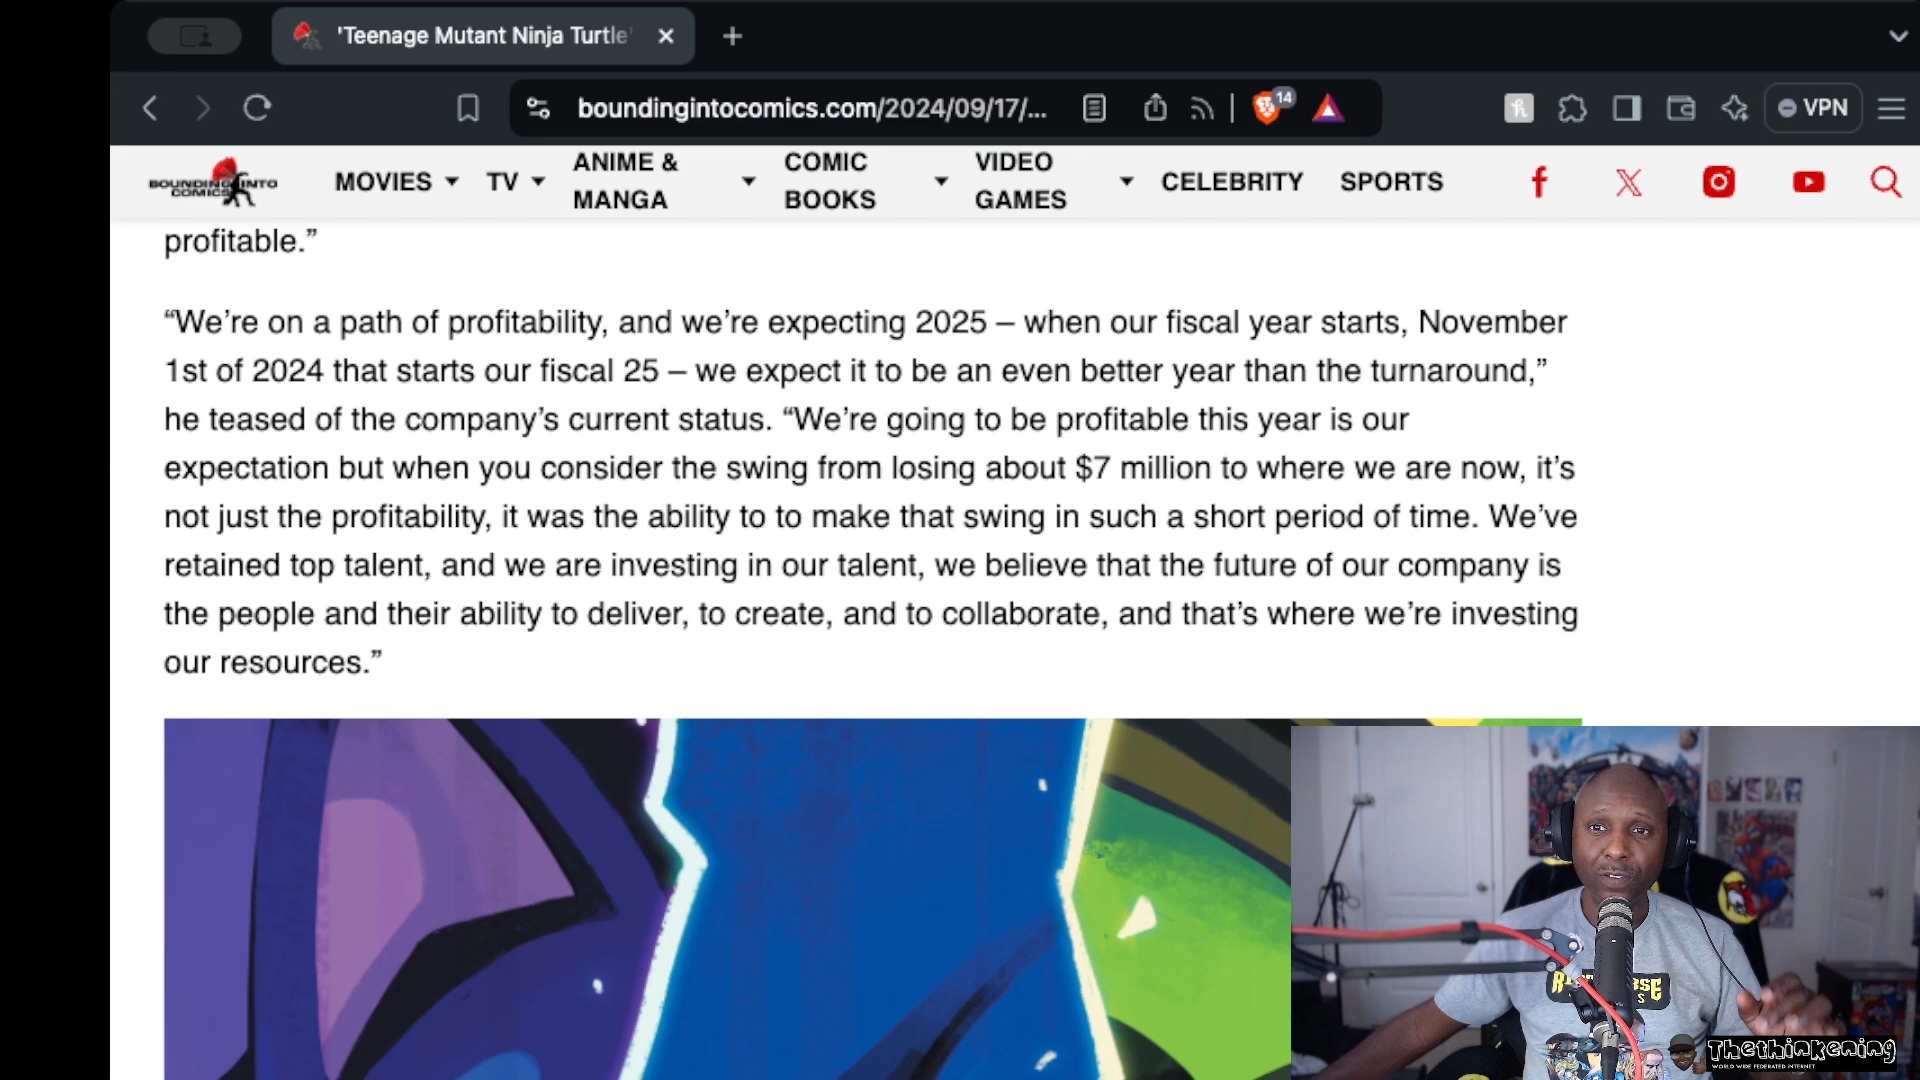 'Teenage Mutant Ninja Turtle'
boundingintocomics.com/2024/09/17/...
14
VPN
BOUNDING INTO
COMICS
MOVIES
TV
ANIME &
MANGA
COMIC
BOOKS
VIDEO
GAMES
CELEBRITY
SPORTS
profitable.”
“We’re on a path of profitability, and we’re expecting 2025 – when our fiscal year starts, November
1st of 2024 that starts our fiscal 25 – we expect it to be an even better year than the turnaround,”
he teased of the company’s current status. “We’re going to be profitable this year is our
expectation but when you consider the swing from losing about $7 million to where we are now, it’s
not just the profitability, it was the ability to to make that swing in such a short period of time. We’ve
retained top talent, and we are investing in our talent, we believe that the future of our company is
the people and their ability to deliver, to create, and to collaborate, and that’s where we’re investing
our resources.”
Thethinkening
WORLD WIDE FEDERATED INTERNET